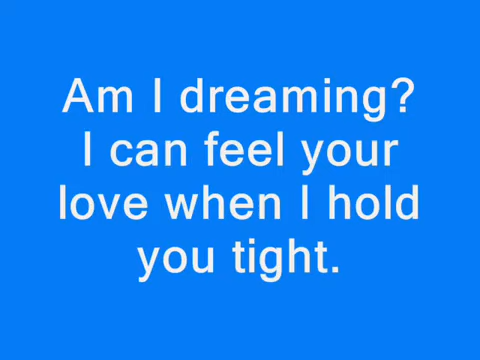 Am I dreaming?
I can feel your
love when I hold
you tight.